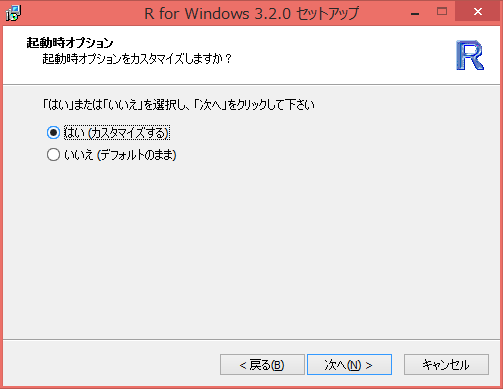 R for Windows 3.2.0 セットアップ
起動時オプション
起動時オプションをカスタマイズしますか？
R
「はい」または「いいえ」を選択し、「次へ」をクリックして下さい
はい (カスタマイズする)
いいえ (デフォルトのまま)
< 戻る(B) 次へ(N) > キャンセル